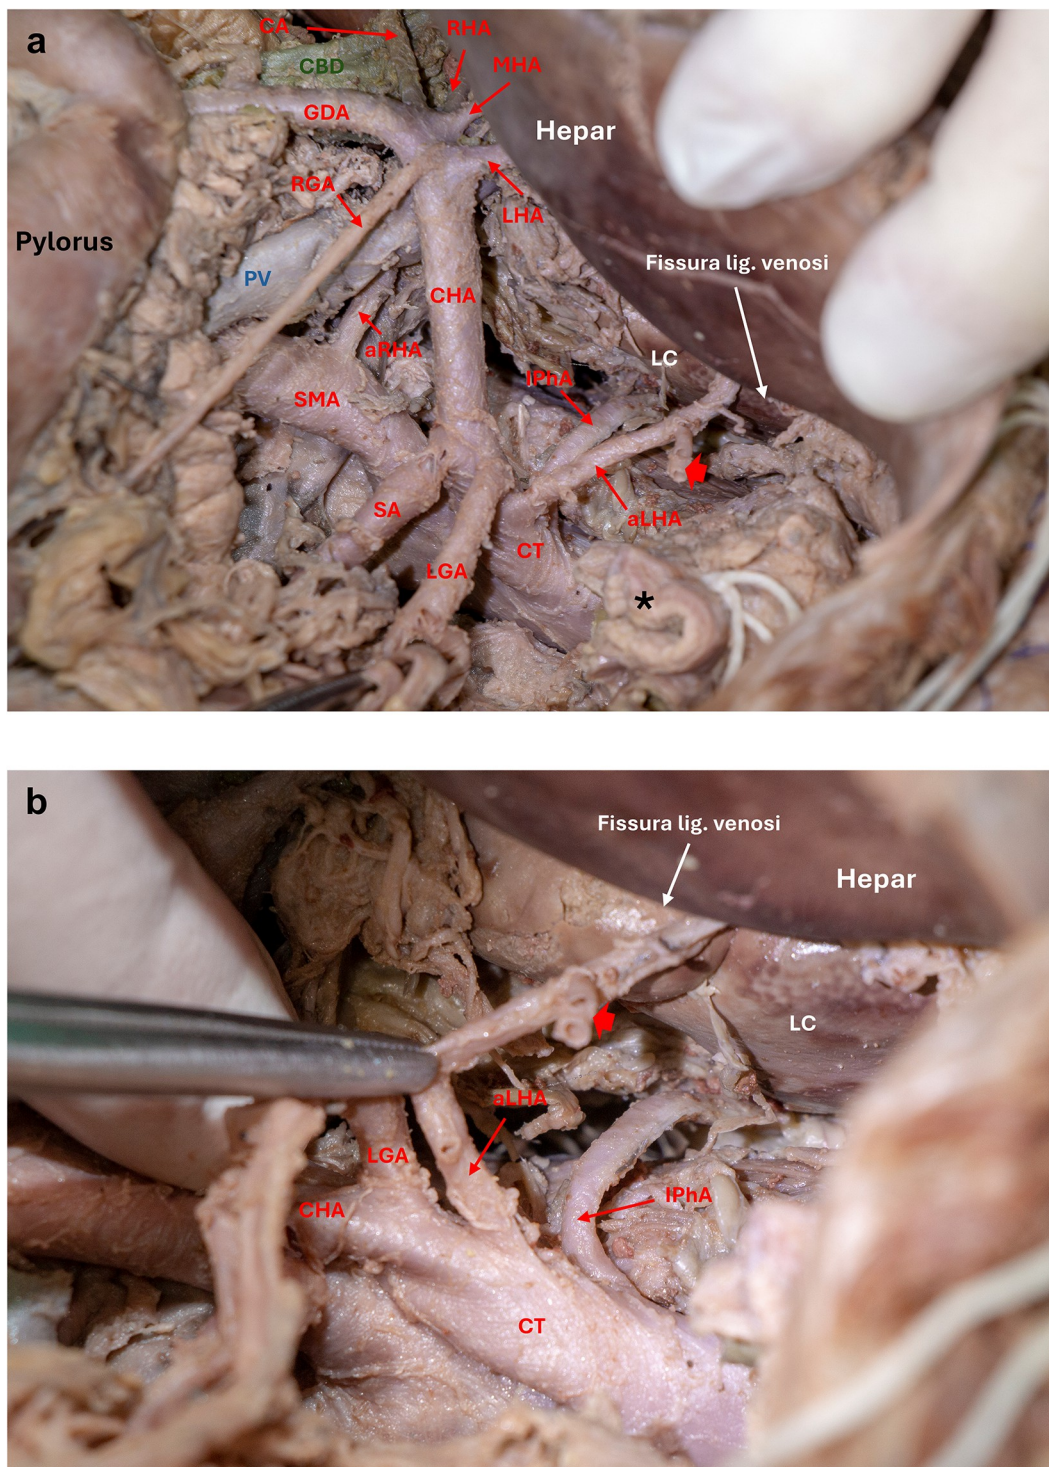 a
CA
RHA
CBD
MHA
GDA
Hepar
RGA
LHA
Pylorus
Fissura lig. venosi
PV
CHA
aRHA
LC
IPhA
SMA
SA
aLHA
CT
LGA
*
b
Fissura lig. venosi
Hepar
LC
aLHA
LGA
IPhA
CHA
CT